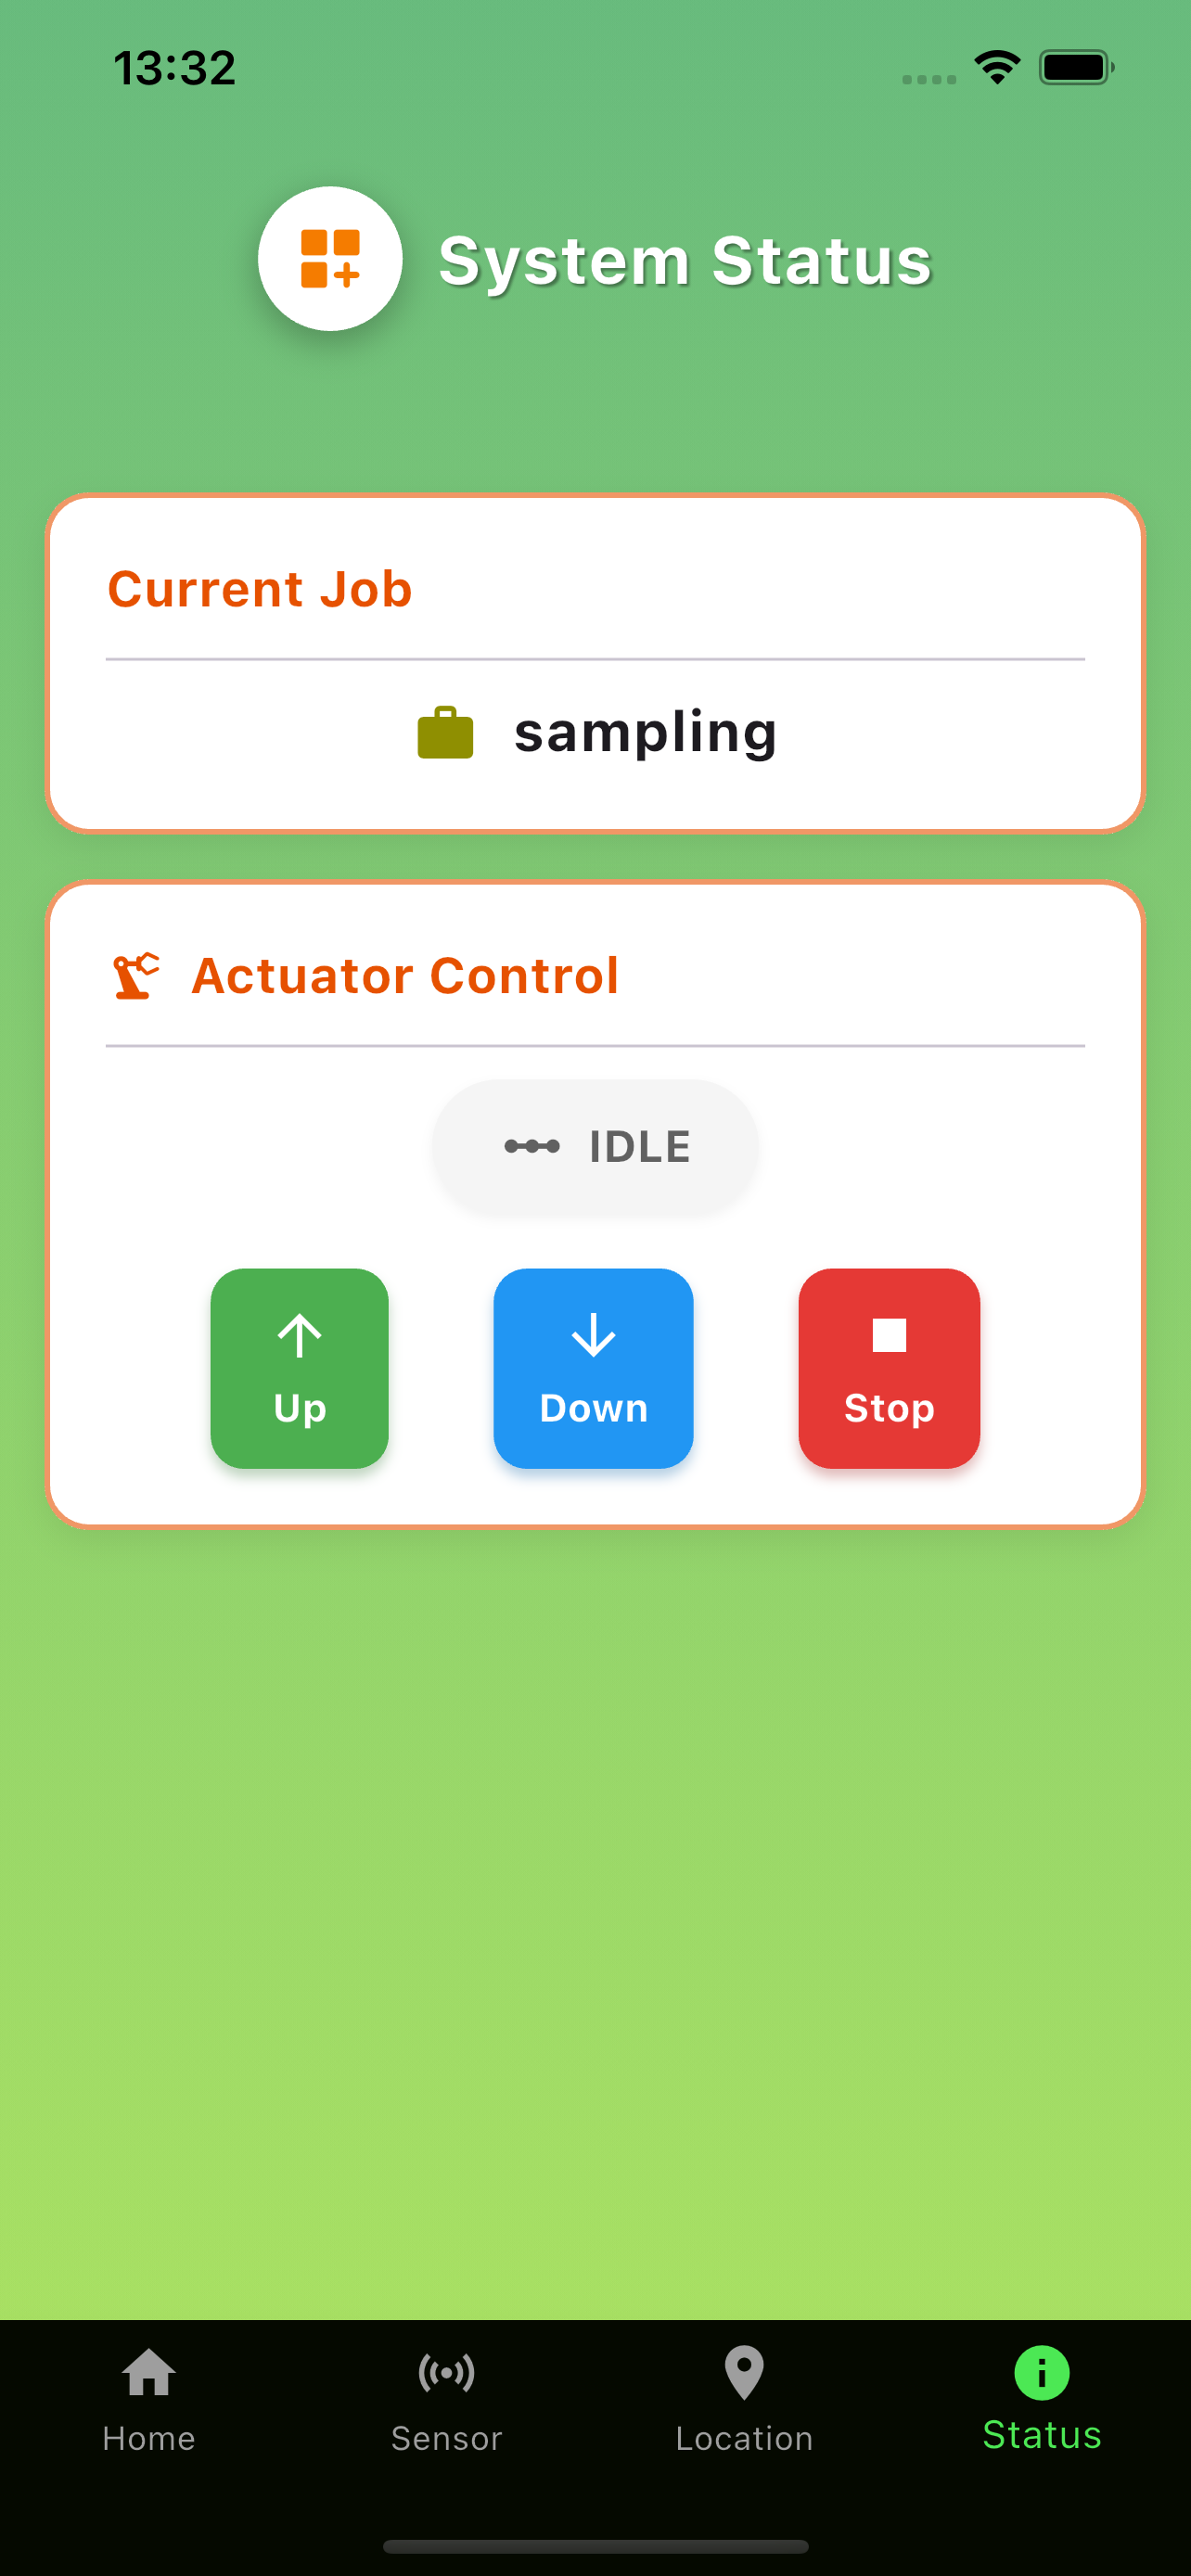 13:32
System Status
Current Job
sampling
Actuator Control
IDLE
Up
Down
Stop
Home
Sensor
Location
Status